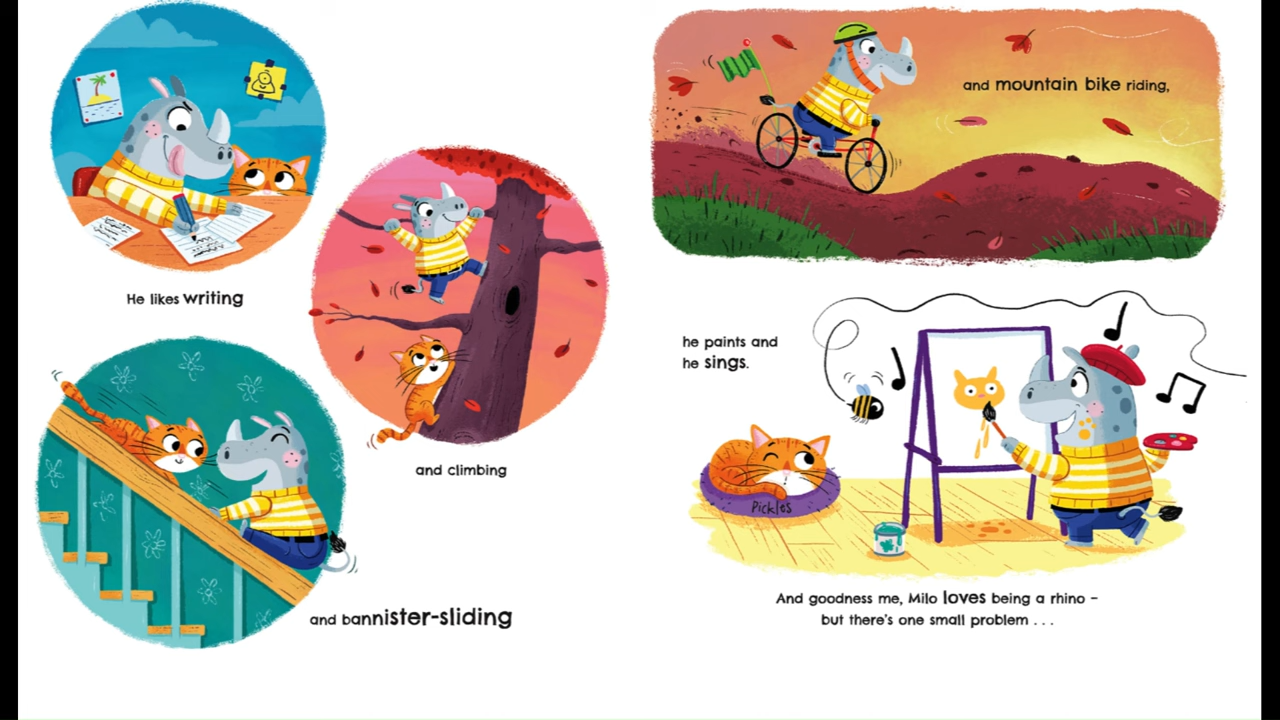 He likes writing
and climbing
and bannister-sliding
and mountain bike riding,
he paints and
he sings.
Pickles
And goodness me, Milo loves being a rhino –
but there's one small problem . . .